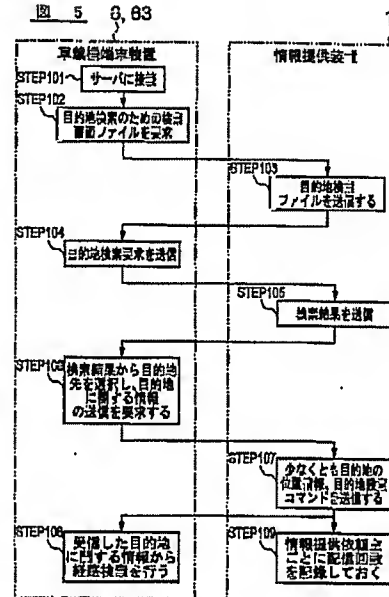 図 5
8, 83
車載機端末装置
情報提供装置
STEP101
サーバに接続
STEP102
目的地検索のための検索
画面ファイルを要求
STEP103
目的地検索
ファイルを送信する
STEP104
目的地検索要求を送信
STEP105
検索結果を送信
検索結果から目的地
先を選択し、目的地
に関する情報
の送信を要求する
STEP107
少なくとも目的地の
位置情報、目的地設定
コマンドを送信する
STEP108
受信した目的地
に関する情報から
経路検索を行う
STEP109
情報提供依頼
ごとに配信回数
を記録しておく